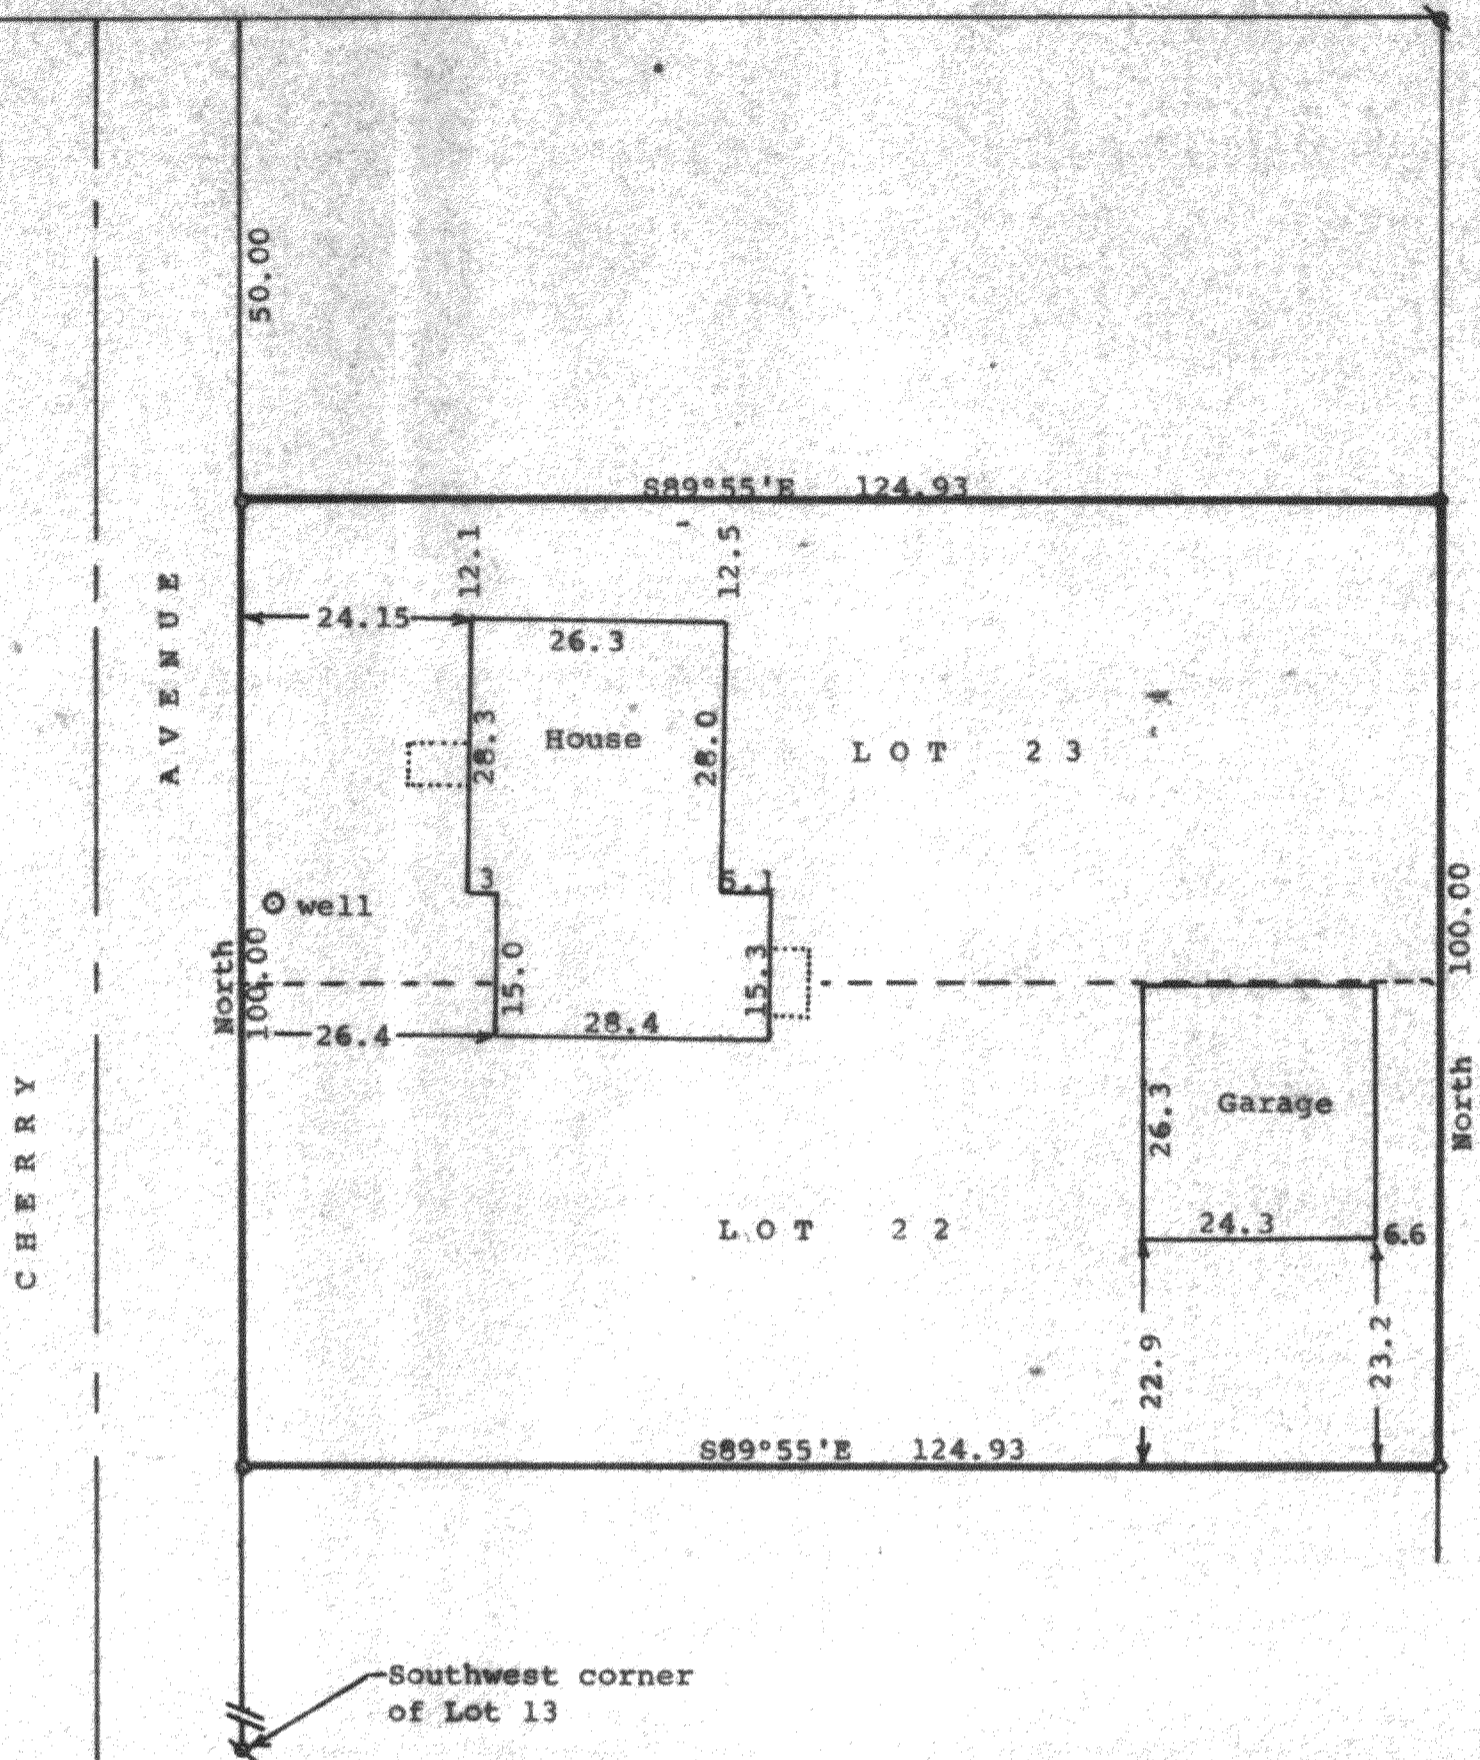 50.00
S89°55'E 124.93
12.1
12.5
AVENUE
24.15
26.3
28.3
House
28.0
LOT 23
3
5.1
well
North
100.00
15.0
15.3
100.00
North
26.4
28.4
CHERRY
26.3
Garage
LOT 22
24.3
6.6
22.9
23.2
S89°55'E 124.93
Southwest corner
of Lot 13